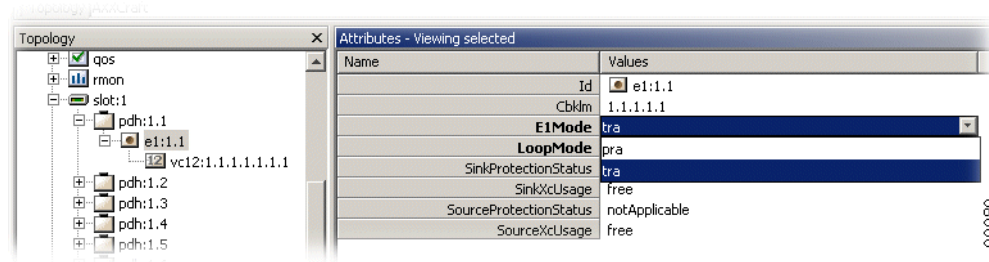 Topology
qos
rmon
slot:1
pdh:1.1
e1:1.1
12 vc12:1.1.1.1.1.1.1
pdh:1.2
pdh:1.3
pdh:1.4
pdh:1.5
Attributes - Viewing selected
Name Values
Id e1:1.1
Cbklm 1.1.1.1.1
E1Mode tra
LoopMode pra
SinkProtectionStatus tra
SinkXcUsage free
SourceProtectionStatus notApplicable
SourceXcUsage free